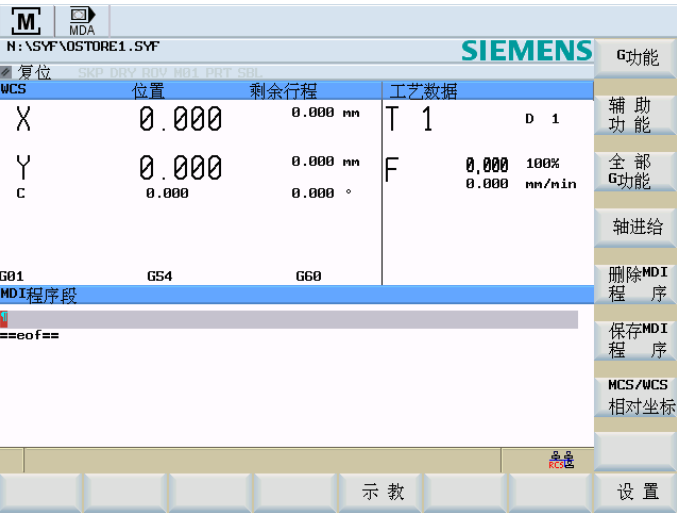 M
MDA
N:\SYF\OSTORE1.SYF
SIEMENS
G功能
复位
SKP DRY ROV M01 PRT SBL
WCS 位置 剩余行程 工艺数据
辅 助
功 能
X 0.000 0.000 mm T 1 D 1
Y 0.000 0.000 mm F 0,000 100%
0.000 mm/min
全 部
G功能
C 0.000 0.000 °
轴进给
G01 G54 G60
删除MDI
程 序
MDI程序段
¶
==eof==
保存MDI
程 序
MCS/WCS
相对坐标
RCS
示 教
设 置